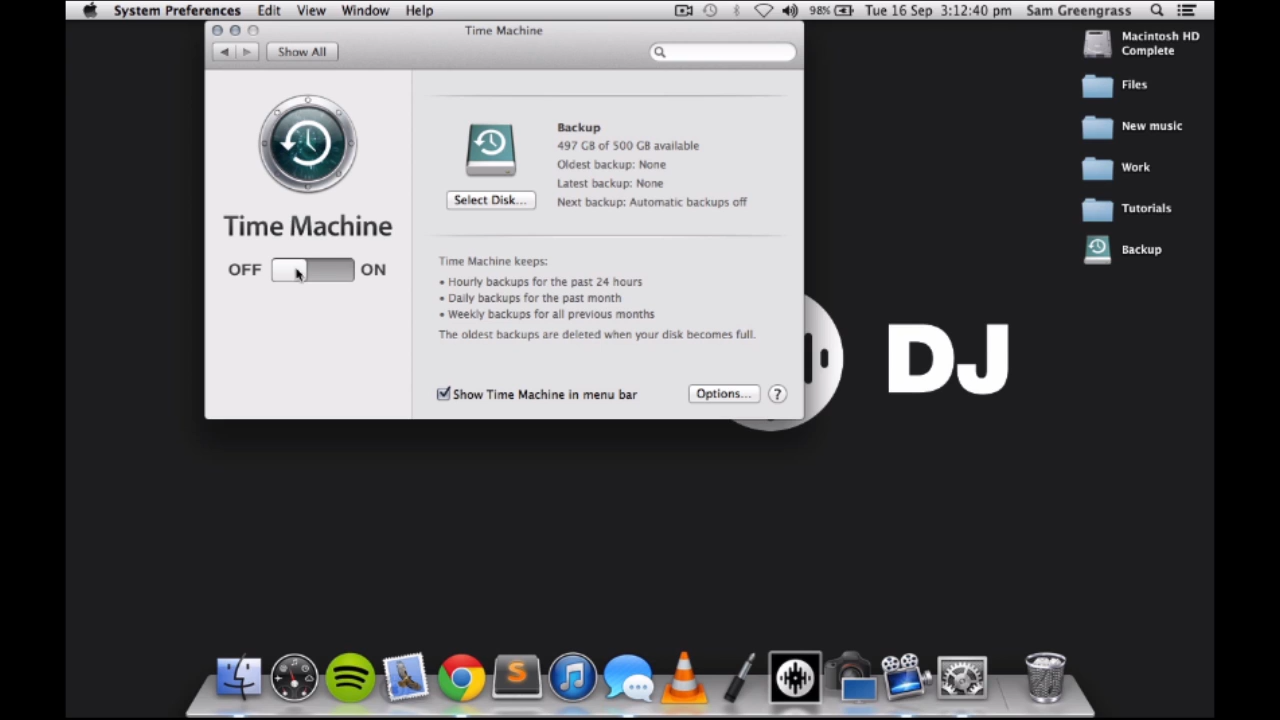 System Preferences Edit View Window Help 98% Tue 16 Sep 3:12:40 pm Sam Greengrass
Time Machine
Show All
Macintosh HD
Complete
Files
New music
Work
Tutorials
Backup
Time Machine
OFF ON
Backup
497 GB of 500 GB available
Oldest backup: None
Latest backup: None
Next backup: Automatic backups off
Select Disk...
Time Machine keeps:
• Hourly backups for the past 24 hours
• Daily backups for the past month
• Weekly backups for all previous months
The oldest backups are deleted when your disk becomes full.
Show Time Machine in menu bar
Options... ?
DJ
S